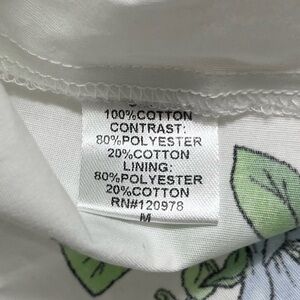 100%COTTON
CONTRAST:
80%POLYESTER
20%COTTON
LINING:
80%POLYESTER
20%COTTON
RN#120978
M